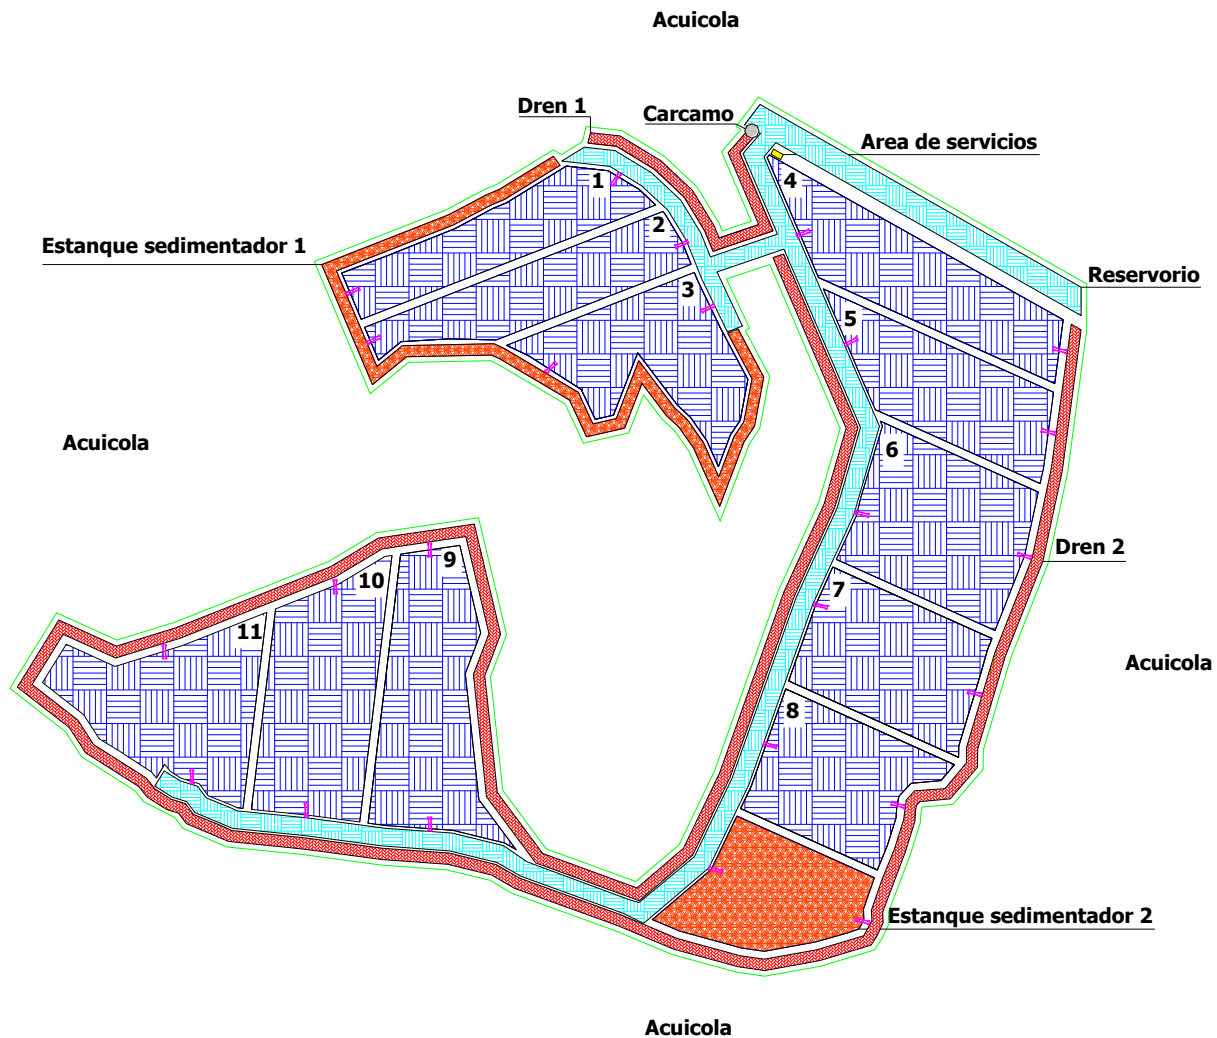 Acuicola
Dren 1
Carcamo
Area de servicios
1
4
2
Estanque sedimentador 1
Reservorio
3
5
Acuicola
6
Dren 2
9
10
7
11
Acuicola
8
Estanque sedimentador 2
Acuicola